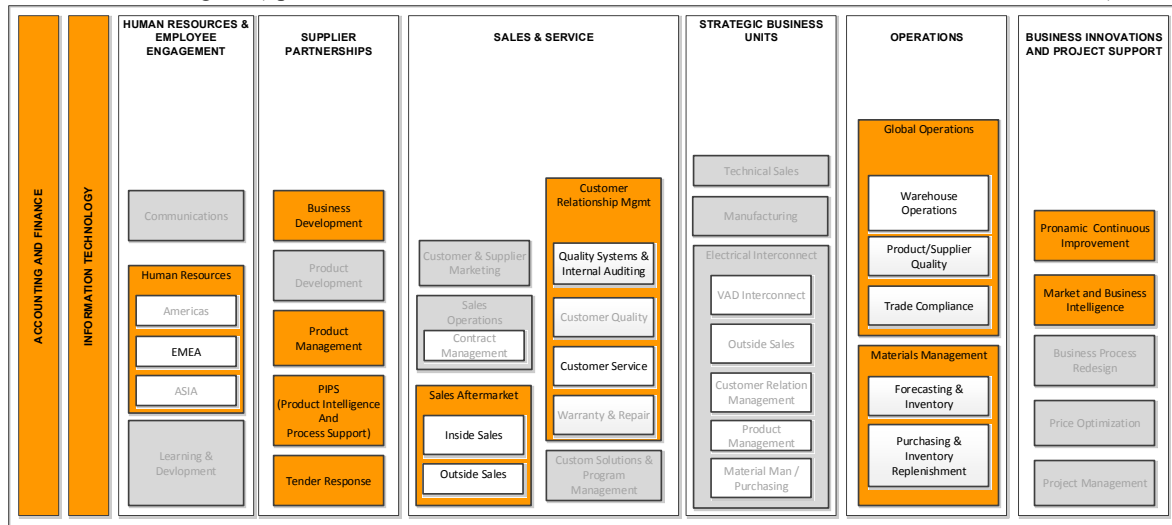 ACCOUNTING AND FINANCE
INFORMATION TECHNOLOGY
HUMAN RESOURCES &
EMPLOYEE
ENGAGEMENT
Communications
Human Resources
Americas
EMEA
ASIA
Learning &
Devlopment
SUPPLIER
PARTNERSHIPS
Business
Development
Product
Development
Product
Management
PIPS
(Product Intelligence
And
Process Support)
Tender Response
SALES & SERVICE
Customer & Supplier
Marketing
Sales
Operations
Contract
Management
Sales Aftermarket
Inside Sales
Outside Sales
Customer
Relationship Mgmt
Quality Systems &
Internal Auditing
Customer Quality
Customer Service
Warranty & Repair
Custom Solutions &
Program
Management
STRATEGIC BUSINESS
UNITS
Technical Sales
Manufacturing
Electrical Interconnect
VAD Interconnect
Outside Sales
Customer Relation
Management
Product
Management
Material Man /
Purchasing
OPERATIONS
Global Operations
Warehouse
Operations
Product/Supplier
Quality
Trade Compliance
Materials Management
Forecasting &
Inventory
Purchasing &
Inventory
Replenishment
BUSINESS INNOVATIONS
AND PROJECT SUPPORT
Pronamic Continuous
Improvement
Market and Business
Intelligence
Business Process
Redesign
Price Optimization
Project Management